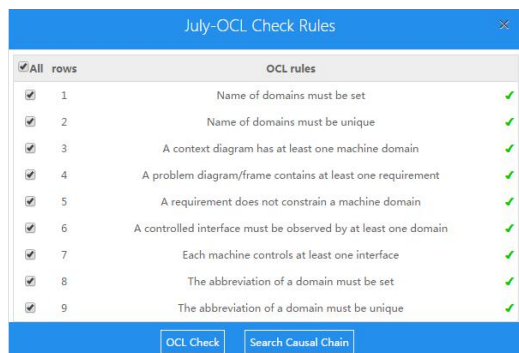 July-OCL Check Rules
All rows OCL rules
1 Name of domains must be set
2 Name of domains must be unique
3 A context diagram has at least one machine domain
4 A problem diagram/frame contains at least one requirement
5 A requirement does not constrain a machine domain
6 A controlled interface must be observed by at least one domain
7 Each machine controls at least one interface
8 The abbreviation of a domain must be set
9 The abbreviation of a domain must be unique
OCL Check Search Causal Chain